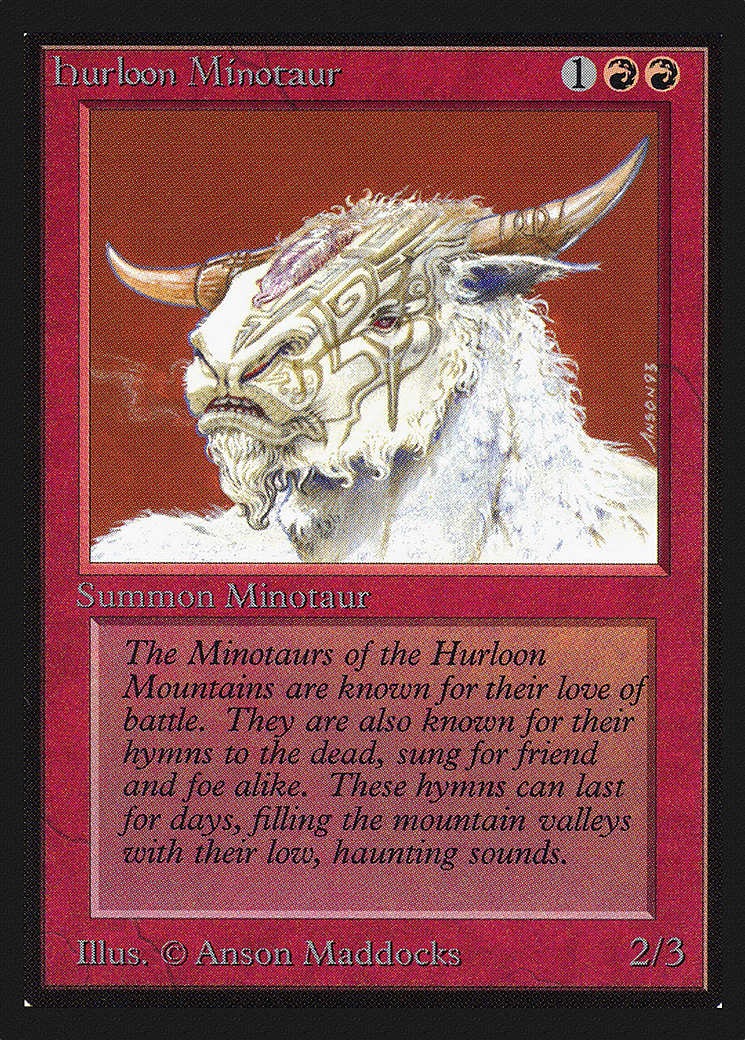 Hurloon Minotaur 1
ANSON 93
Summon Minotaur
The Minotaurs of the Hurloon
Mountains are known for their love of
battle. They are also known for their
hymns to the dead, sung for friend
and foe alike. These hymns can last
for days, filling the mountain valleys
with their low, haunting sounds.
Illus. © Anson Maddocks 2/3